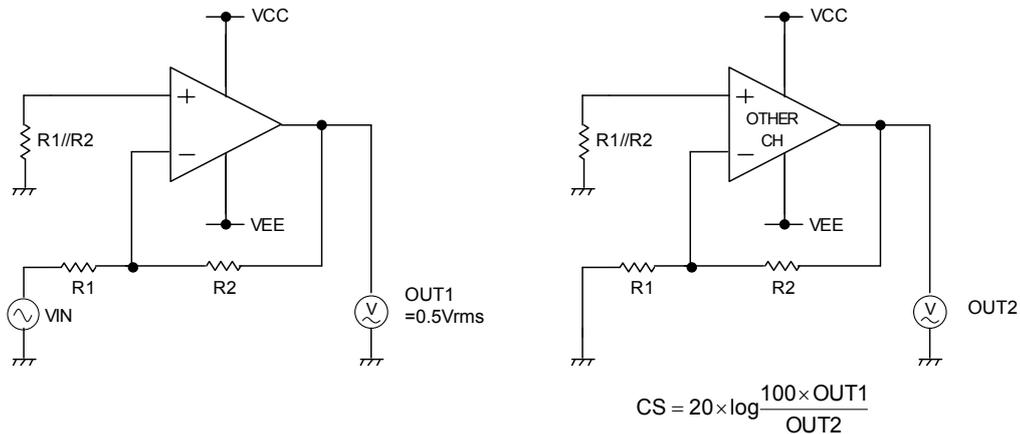 VCC
+
R1//R2
−
VEE
R1
R2
VIN
V
OUT1
=0.5Vrms
VCC
+
OTHER
CH
R1//R2
−
VEE
R1
R2
V
OUT2
CS = 20×log 100×OUT1
OUT2